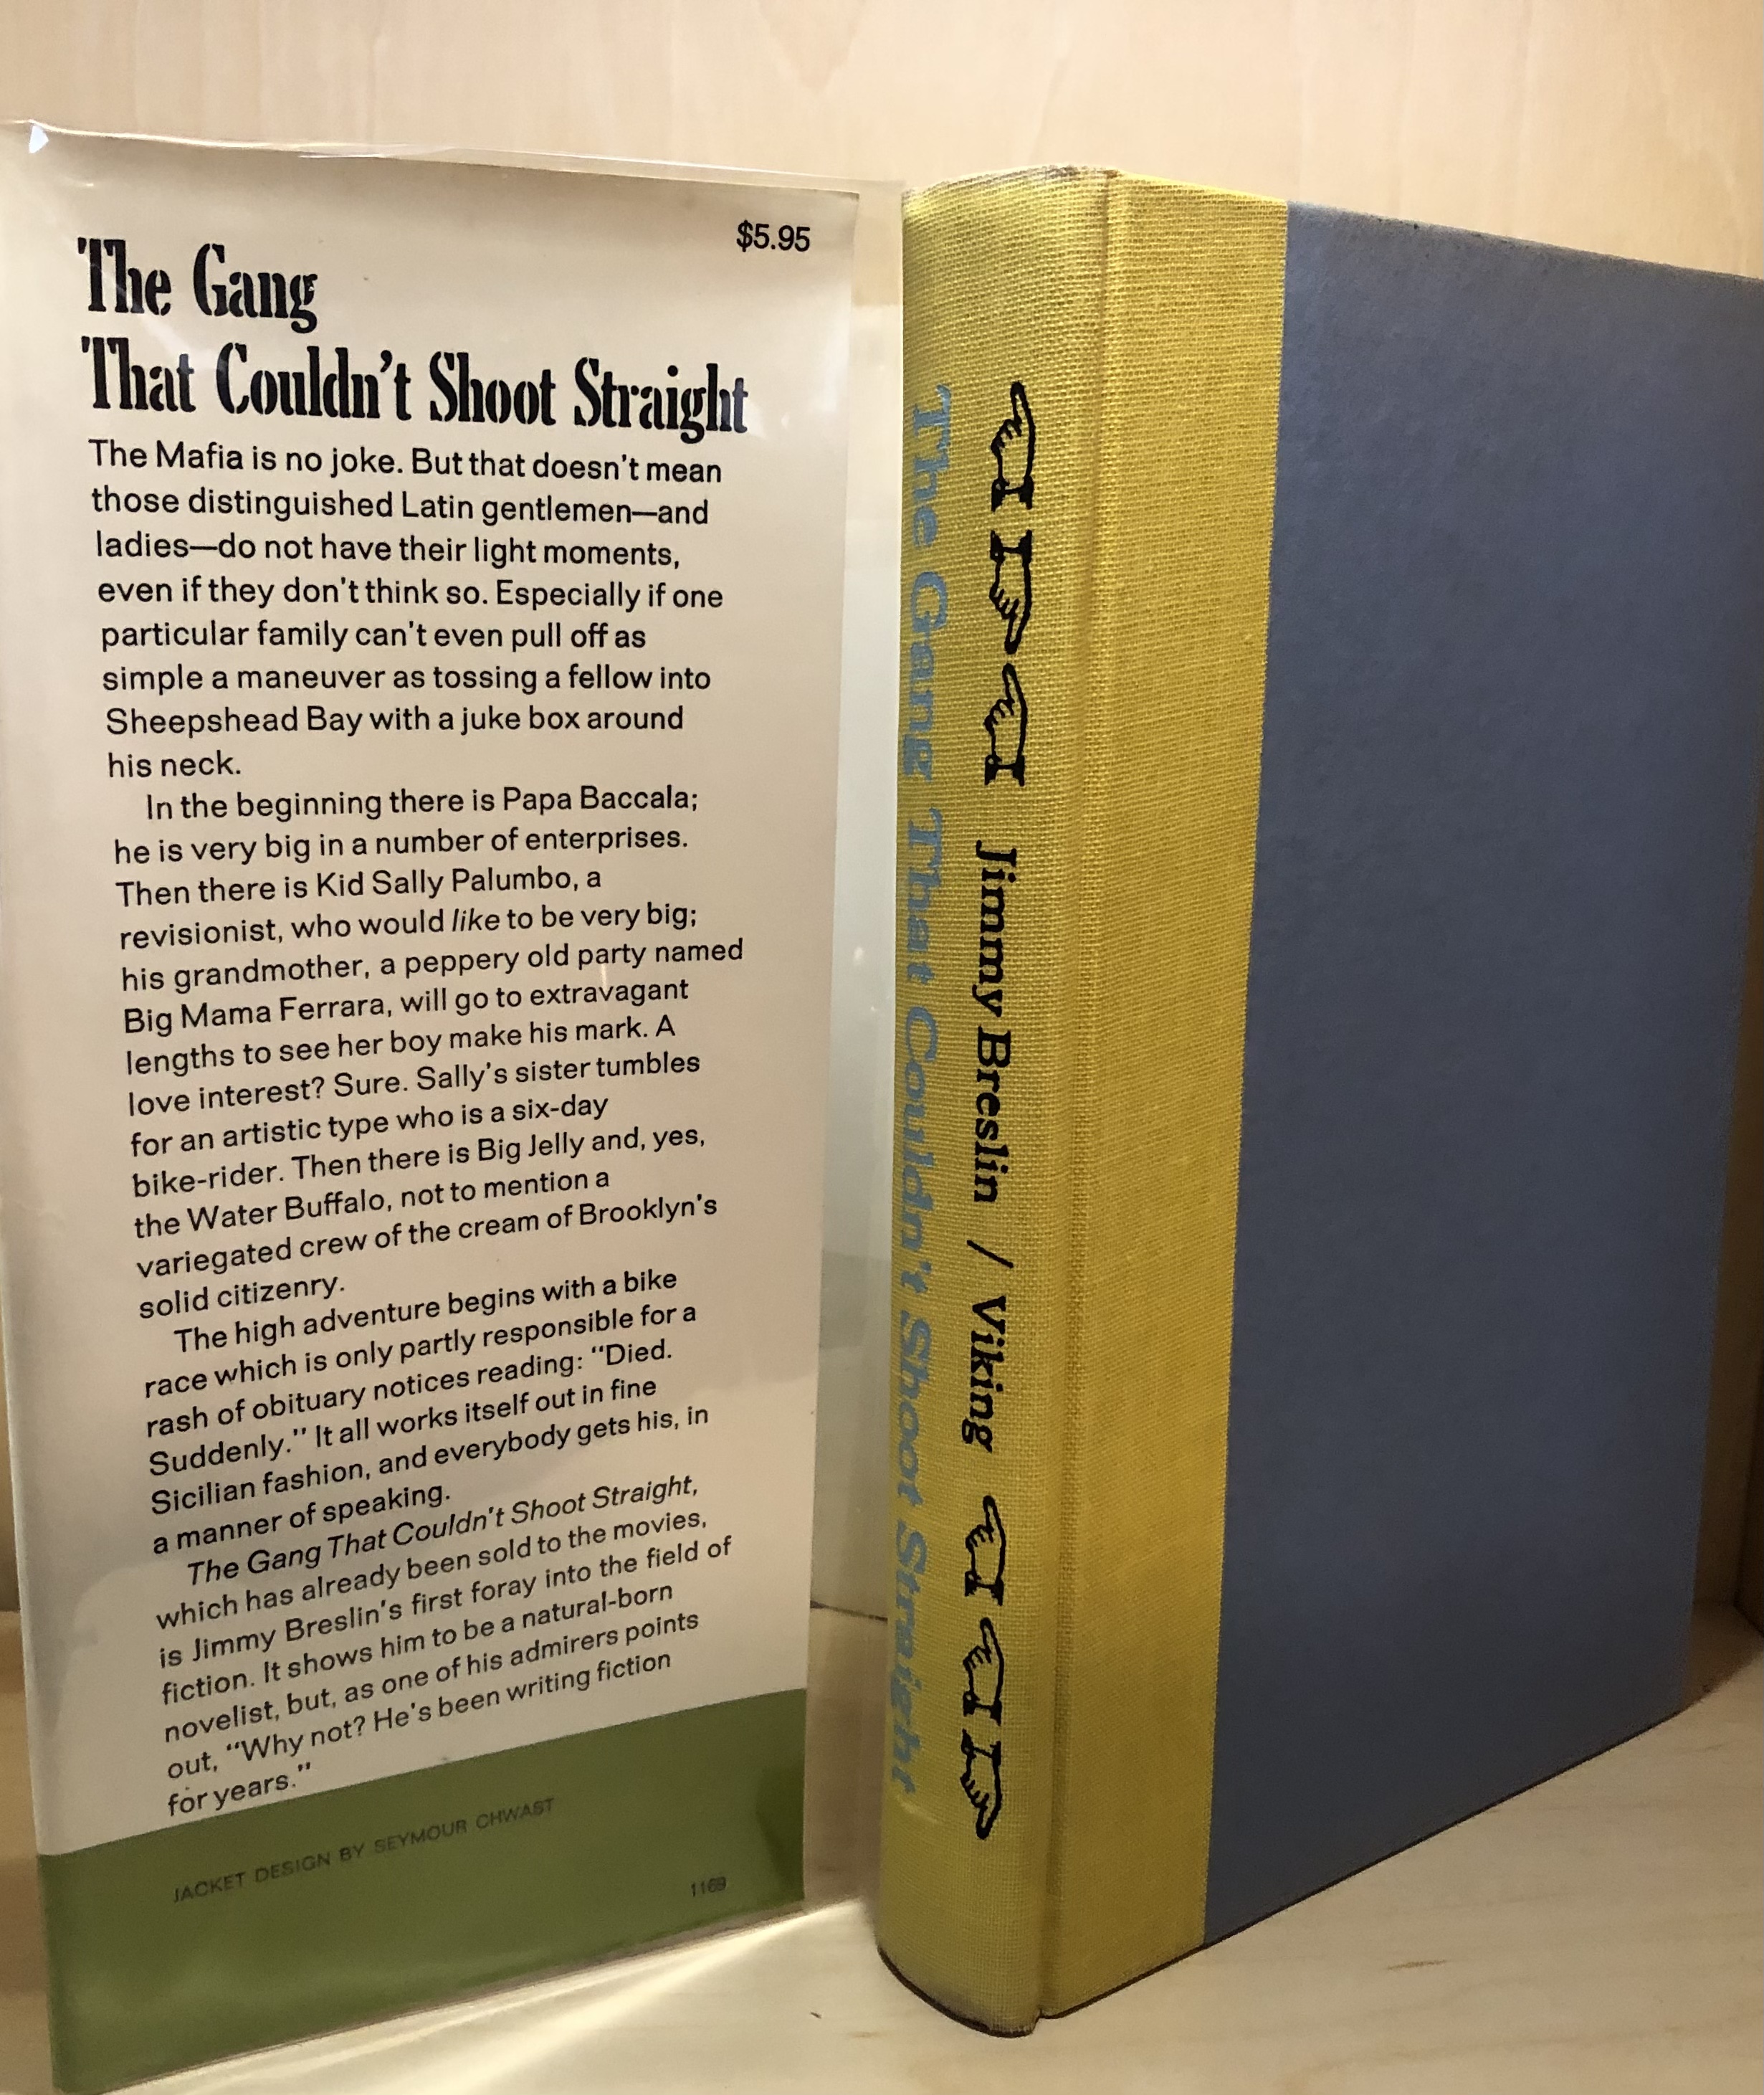 $5.95
The Gang
That Couldn't Shoot Straight
The Mafia is no joke. But that doesn't mean
those distinguished Latin gentlemen—and
ladies—do not have their light moments,
even if they don't think so. Especially if one
particular family can't even pull off as
simple a maneuver as tossing a fellow into
Sheepshead Bay with a juke box around
his neck.
In the beginning there is Papa Baccala;
he is very big in a number of enterprises.
Then there is Kid Sally Palumbo, a
revisionist, who would like to be very big;
his grandmother, a peppery old party named
Big Mama Ferrara, will go to extravagant
lengths to see her boy make his mark. A
love interest? Sure. Sally's sister tumbles
for an artistic type who is a six-day
bike-rider. Then there is Big Jelly and, yes,
the Water Buffalo, not to mention a
variegated crew of the cream of Brooklyn's
solid citizenry.
The high adventure begins with a bike
race which is only partly responsible for a
rash of obituary notices reading: "Died.
Suddenly." It all works itself out in fine
Sicilian fashion, and everybody gets his, in
a manner of speaking.
The Gang That Couldn't Shoot Straight,
which has already been sold to the movies,
is Jimmy Breslin's first foray into the field of
fiction. It shows him to be a natural-born
novelist, but, as one of his admirers points
out, "Why not? He's been writing fiction
for years."
JACKET DESIGN BY SEYMOUR CHWAST
1169
The Gang That Couldn't Shoot Straight
Jimmy Breslin / Viking